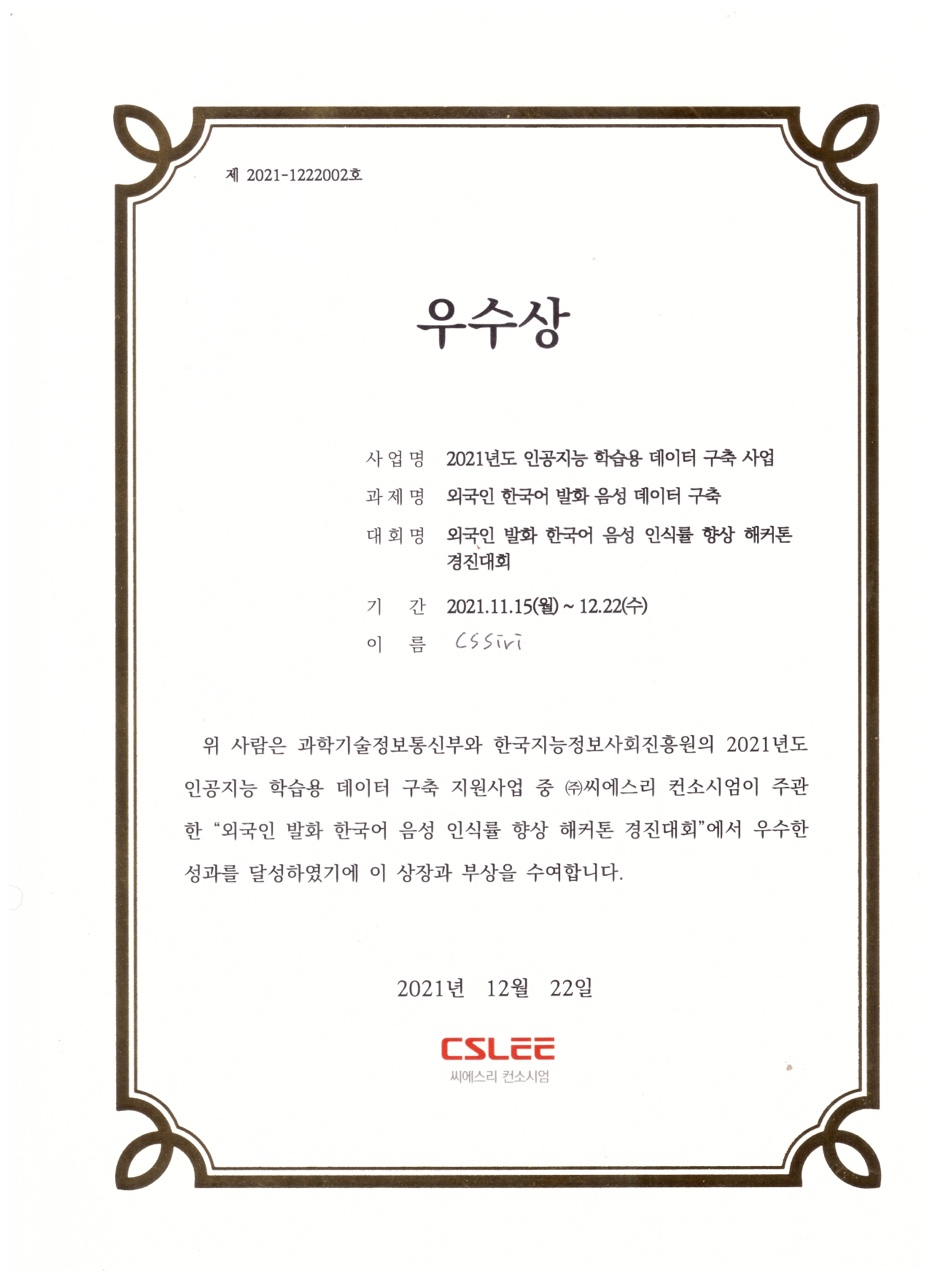 제 2021-1222002호
우수상
사업명 2021년도 인공지능 학습용 데이터 구축 사업
과제명 외국인 한국어 발화 음성 데이터 구축
대회명 외국인 발화 한국어 음성 인식률 향상 해커톤
경진대회
기 간 2021.11.15(월) ~ 12.22(수)
이 름 CSSiri
위 사람은 과학기술정보통신부와 한국지능정보사회진흥원의 2021년도
인공지능 학습용 데이터 구축 지원사업 중 ㈜씨에스리 컨소시엄이 주관
한 “외국인 발화 한국어 음성 인식률 향상 해커톤 경진대회”에서 우수한
성과를 달성하였기에 이 상장과 부상을 수여합니다.
2021년 12월 22일
CSLEE
씨에스리 컨소시엄